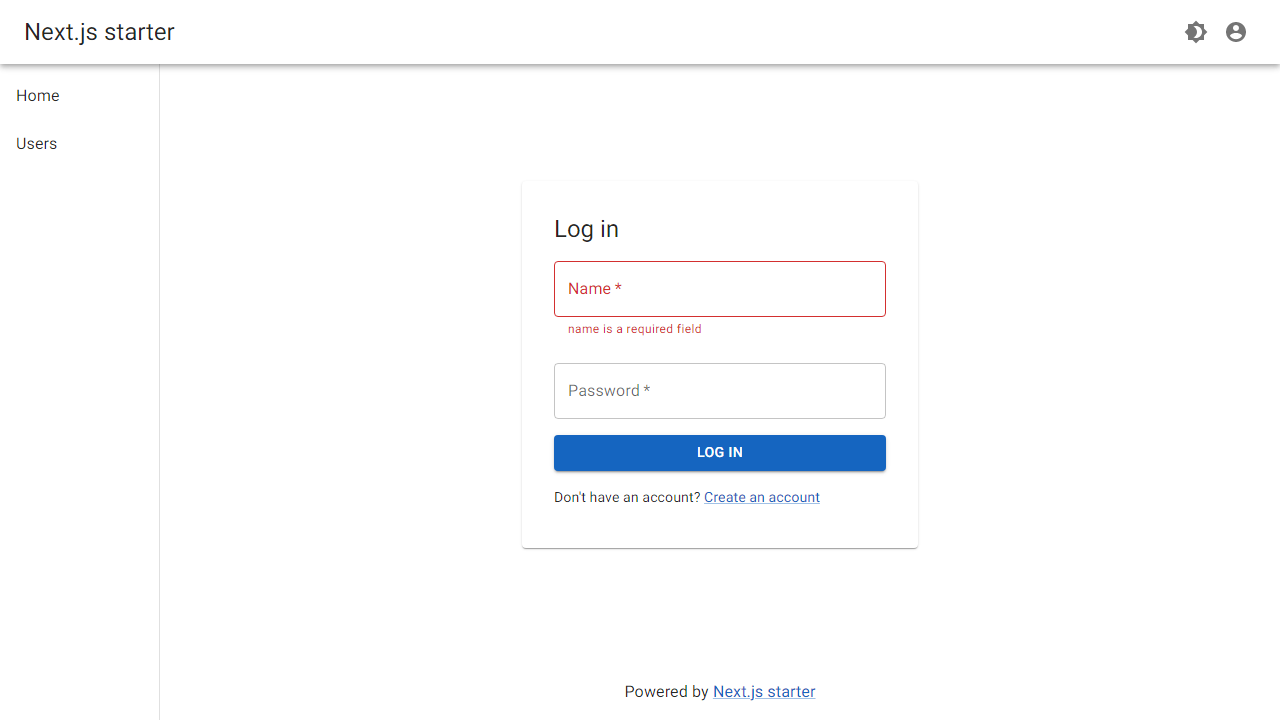 Next.js starter
Home
Users
Log in
Name *
name is a required field
Password *
LOG IN
Don't have an account? Create an account
Powered by Next.js starter